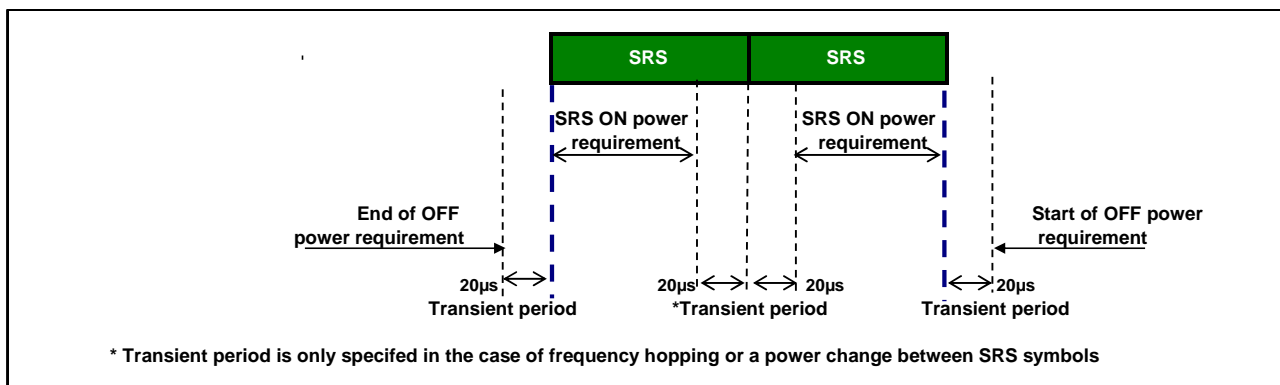 SRS SRS
SRS ON power
requirement
SRS ON power
requirement
End of OFF
power requirement
Start of OFF power
requirement
20µs 20µs 20µs 20µs
Transient period *Transient period Transient period
* Transient period is only specifed in the case of frequency hopping or a power change between SRS symbols